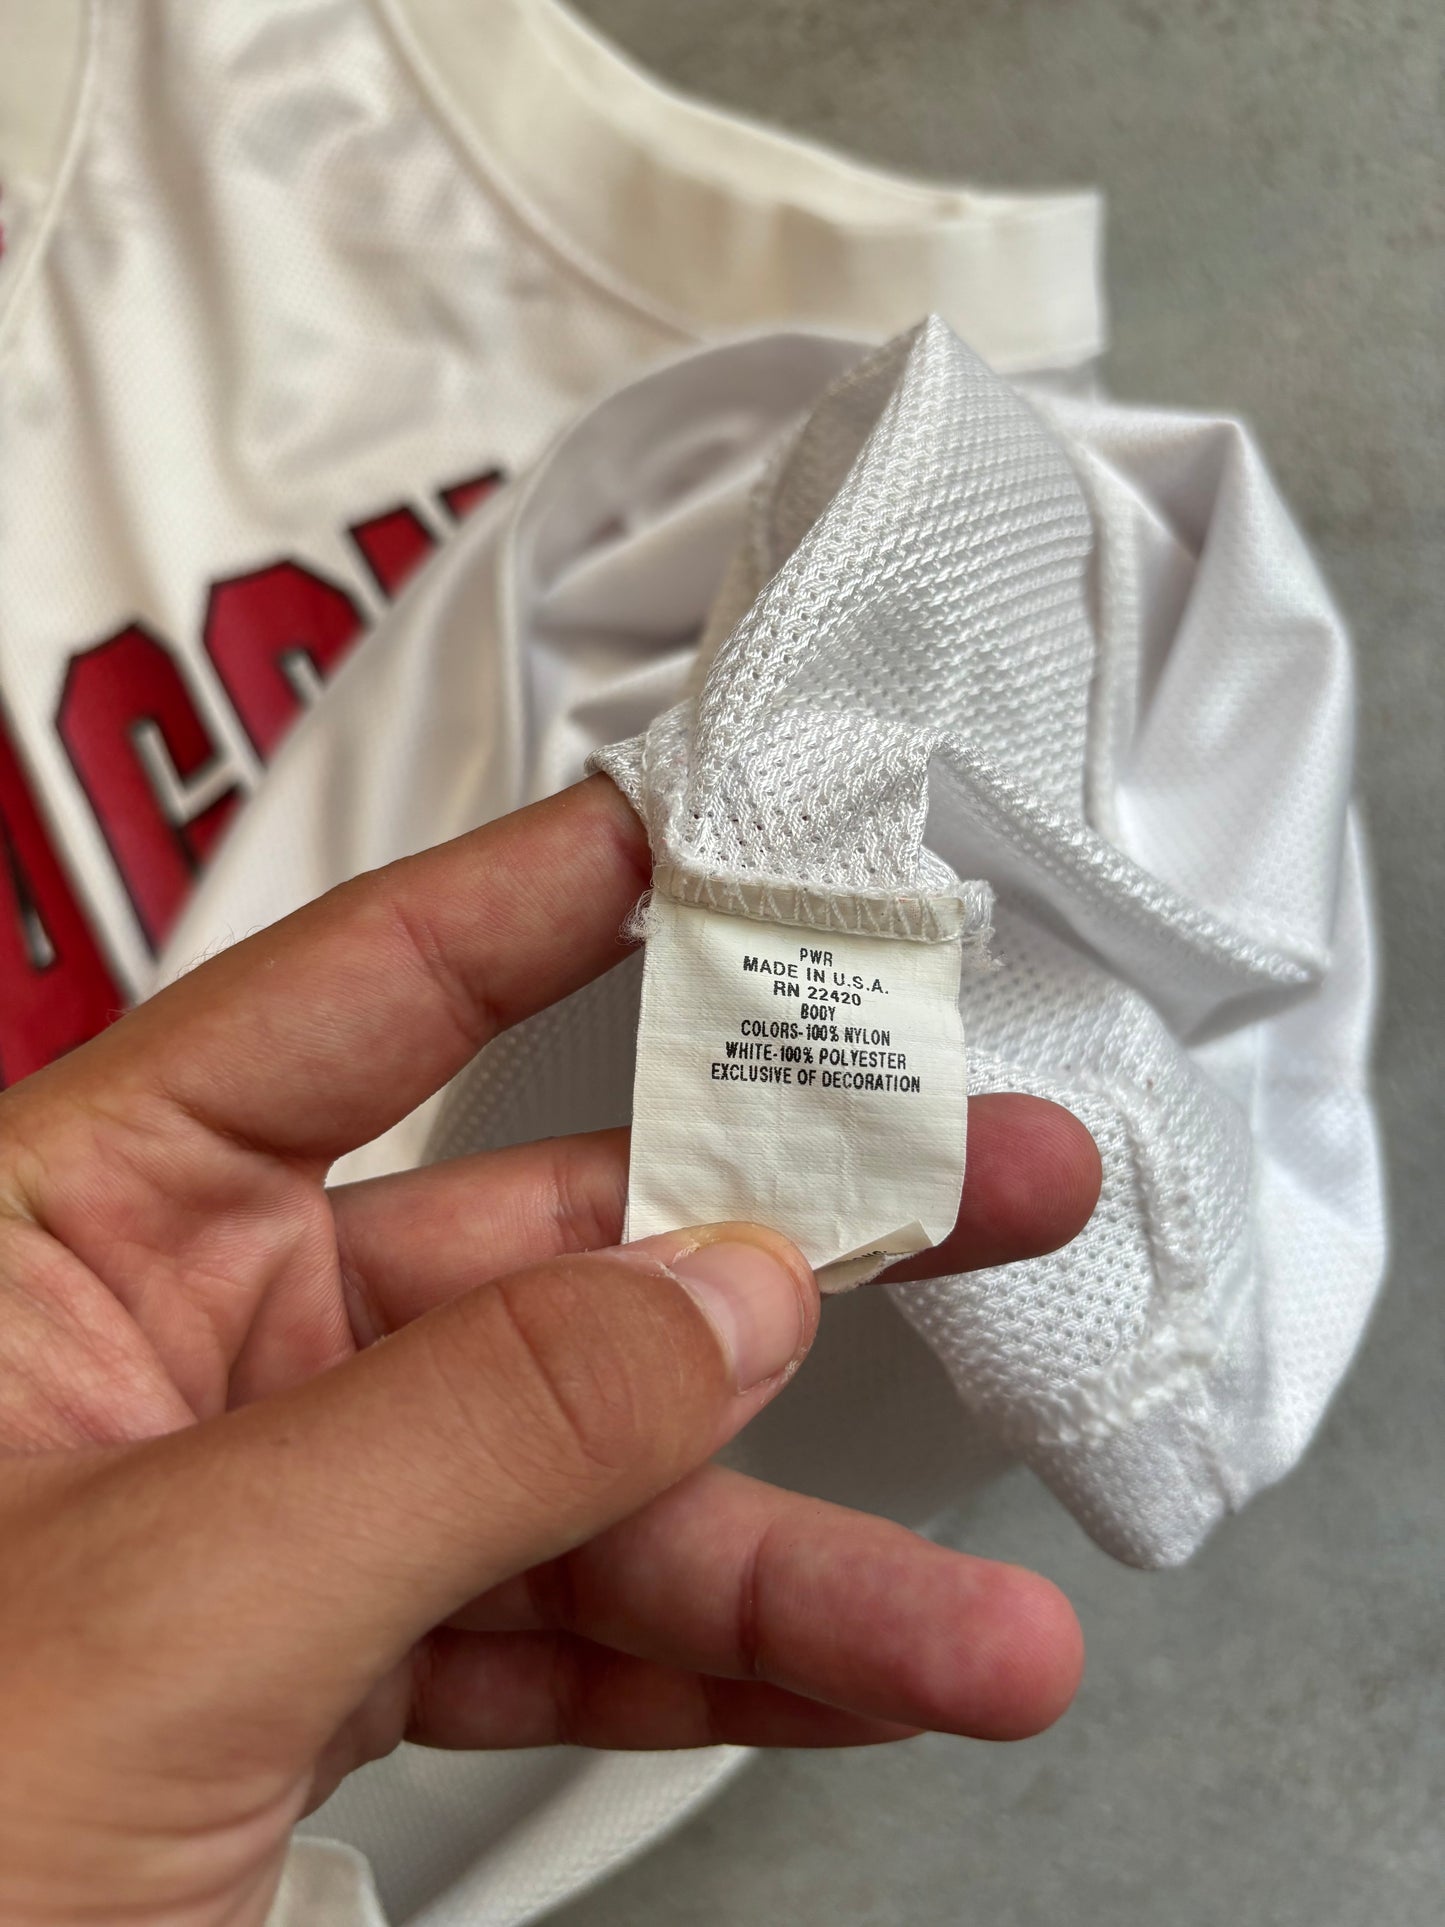 PWR
MADE IN U.S.A.
RN 22420
BODY
COLORS-100% NYLON
WHITE-100% POLYESTER
EXCLUSIVE OF DECORATION